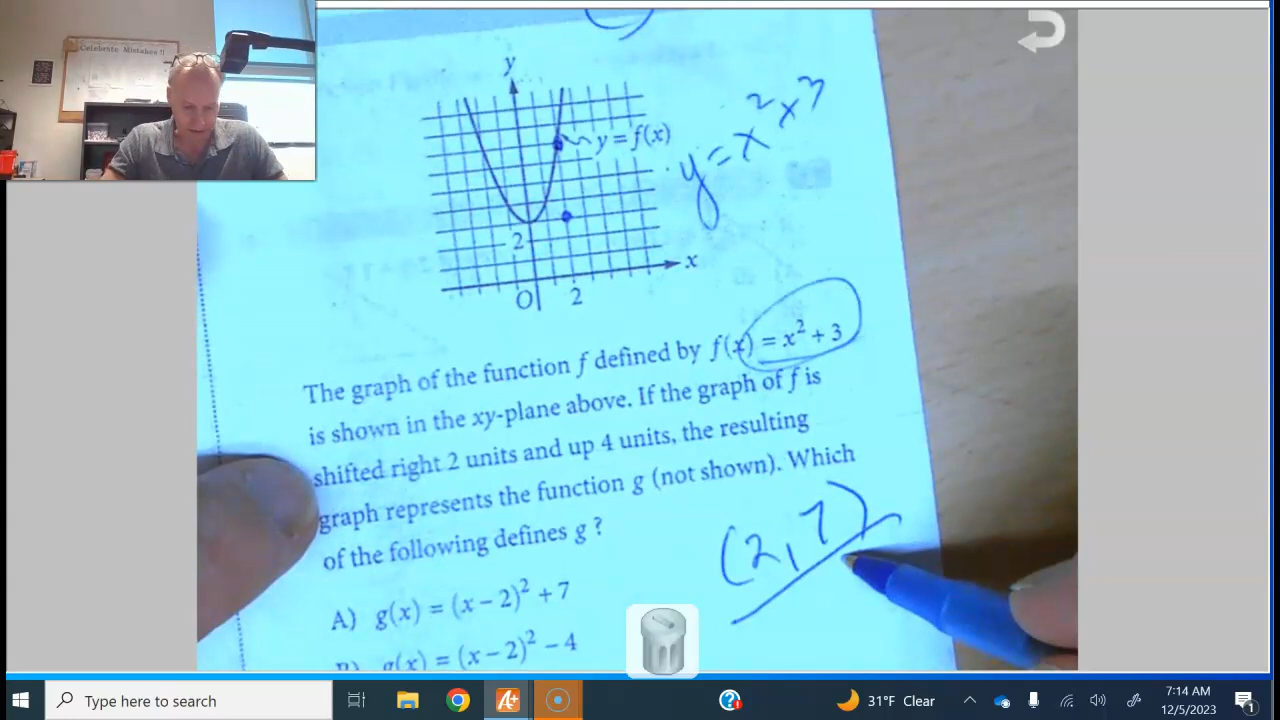 Celebrate Mistakes !!
y
y = f(x)
y = x² x³
2
x
O
2
The graph of the function f defined by f(x) = x² + 3
is shown in the xy-plane above. If the graph of f is
shifted right 2 units and up 4 units, the resulting
graph represents the function g (not shown). Which
of the following defines g ?
(2, 7)
A) g(x) = (x − 2)² + 7
B) g(x) = (x − 2)² − 4
Type here to search
A+
31°F Clear
7:14 AM
12/5/2023
1